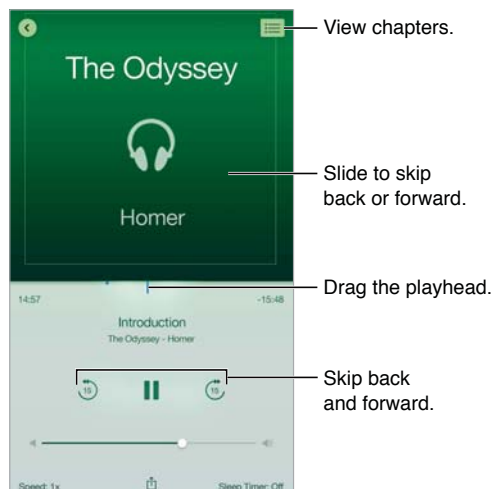 View chapters.
The Odyssey
Slide to skip
back or forward.
Homer
Drag the playhead.
14:57
-15:48
Introduction
The Odyssey - Homer
15
15
Skip back
and forward.
Speed: 1x
Sleep Timer: Off